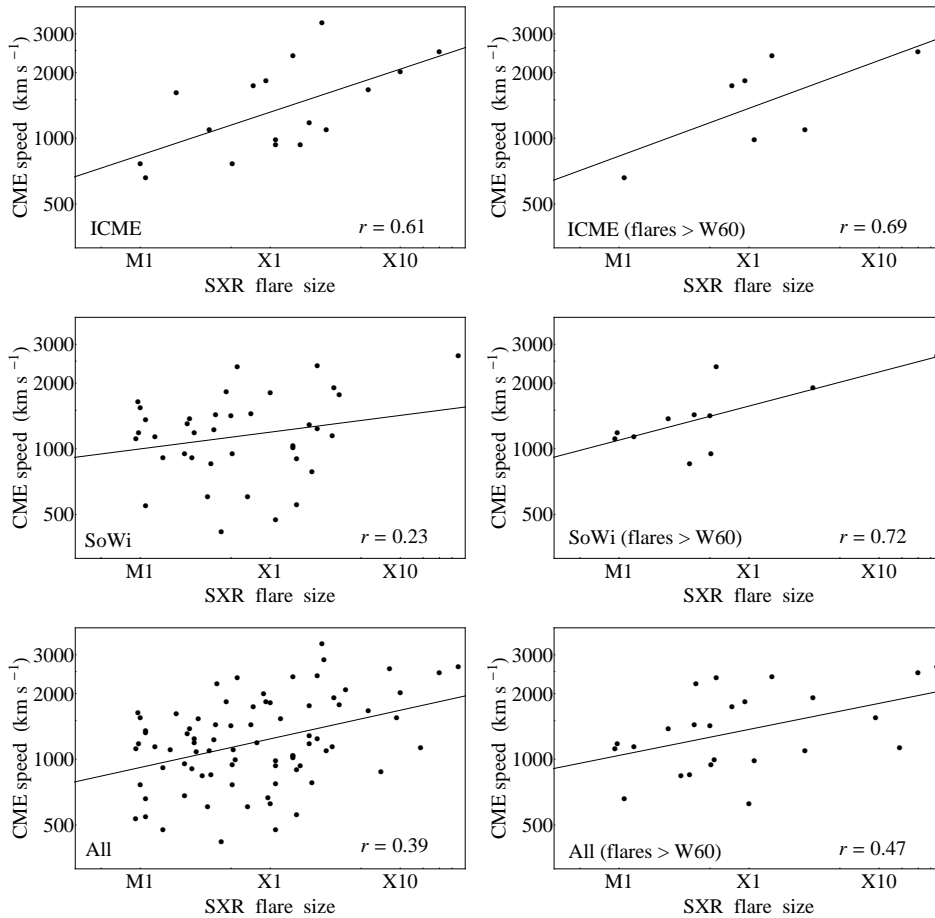 3000
2000
1000
500
CME speed (km s⁻¹)
ICME
r = 0.61
M1 X1 X10
SXR flare size
3000
2000
1000
500
CME speed (km s⁻¹)
ICME (flares > W60)
r = 0.69
M1 X1 X10
SXR flare size
3000
2000
1000
500
CME speed (km s⁻¹)
SoWi
r = 0.23
M1 X1 X10
SXR flare size
3000
2000
1000
500
CME speed (km s⁻¹)
SoWi (flares > W60)
r = 0.72
M1 X1 X10
SXR flare size
3000
2000
1000
500
CME speed (km s⁻¹)
All
r = 0.39
M1 X1 X10
SXR flare size
3000
2000
1000
500
CME speed (km s⁻¹)
All (flares > W60)
r = 0.47
M1 X1 X10
SXR flare size